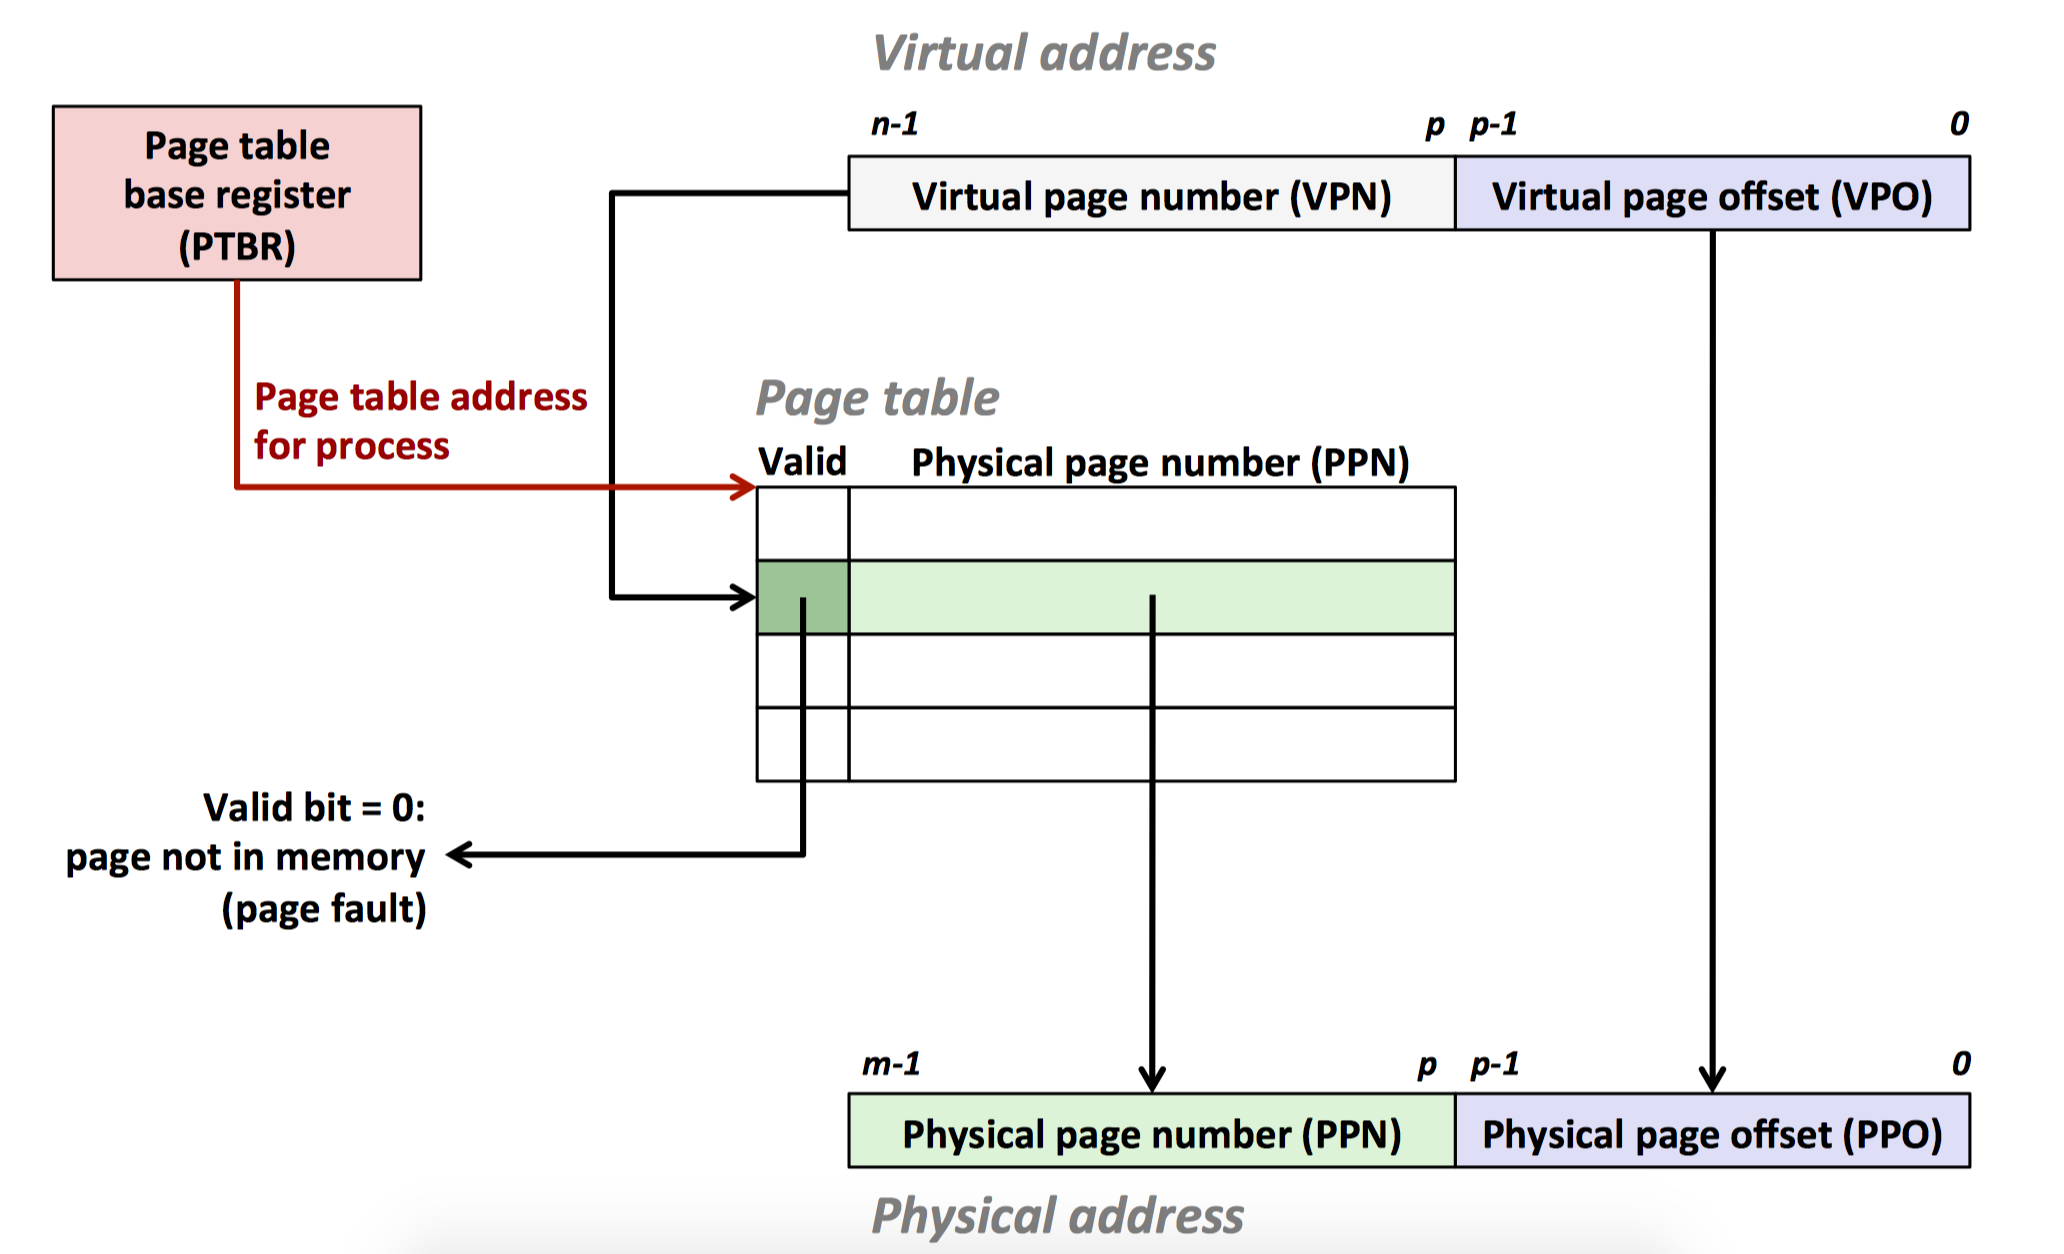 Virtual address
n-1 p p-1 0
Page table
base register
(PTBR)
Virtual page number (VPN) Virtual page offset (VPO)
Page table address
for process
Page table
Valid Physical page number (PPN)
Valid bit = 0:
page not in memory
(page fault)
m-1 p p-1 0
Physical page number (PPN) Physical page offset (PPO)
Physical address